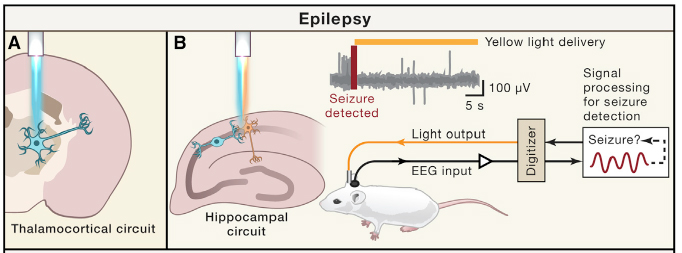 Epilepsy
A
Thalamocortical circuit
B
Hippocampal
circuit
Yellow light delivery
Seizure
detected
100 µV
5 s
Signal
processing
for seizure
detection
Light output
EEG input
Digitizer
Seizure?